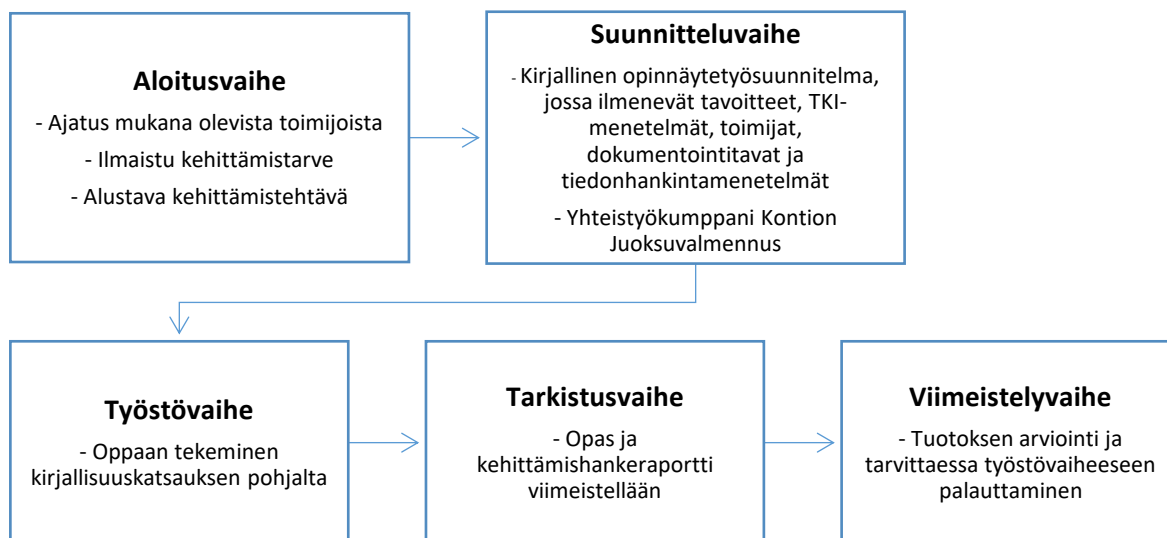 Aloitusvaihe
- Ajatus mukana olevista toimijoista
- Ilmaistu kehittämistarve
- Alustava kehittämistehtävä
Suunnitteluvaihe
- Kirjallinen opinnäytetyösuunnitelma,
jossa ilmenevät tavoitteet, TKI-
menetelmät, toimijat,
dokumentointitavat ja
tiedonhankintamenetelmät
- Yhteistyökumppani Kontion
Juoksuvalmennus
Työstövaihe
- Oppaan tekeminen
kirjallisuuskatsauksen pohjalta
Tarkistusvaihe
- Opas ja
kehittämishankeraportti
viimeistellään
Viimeistelyvaihe
- Tuotoksen arviointi ja
tarvittaessa työstövaiheeseen
palauttaminen